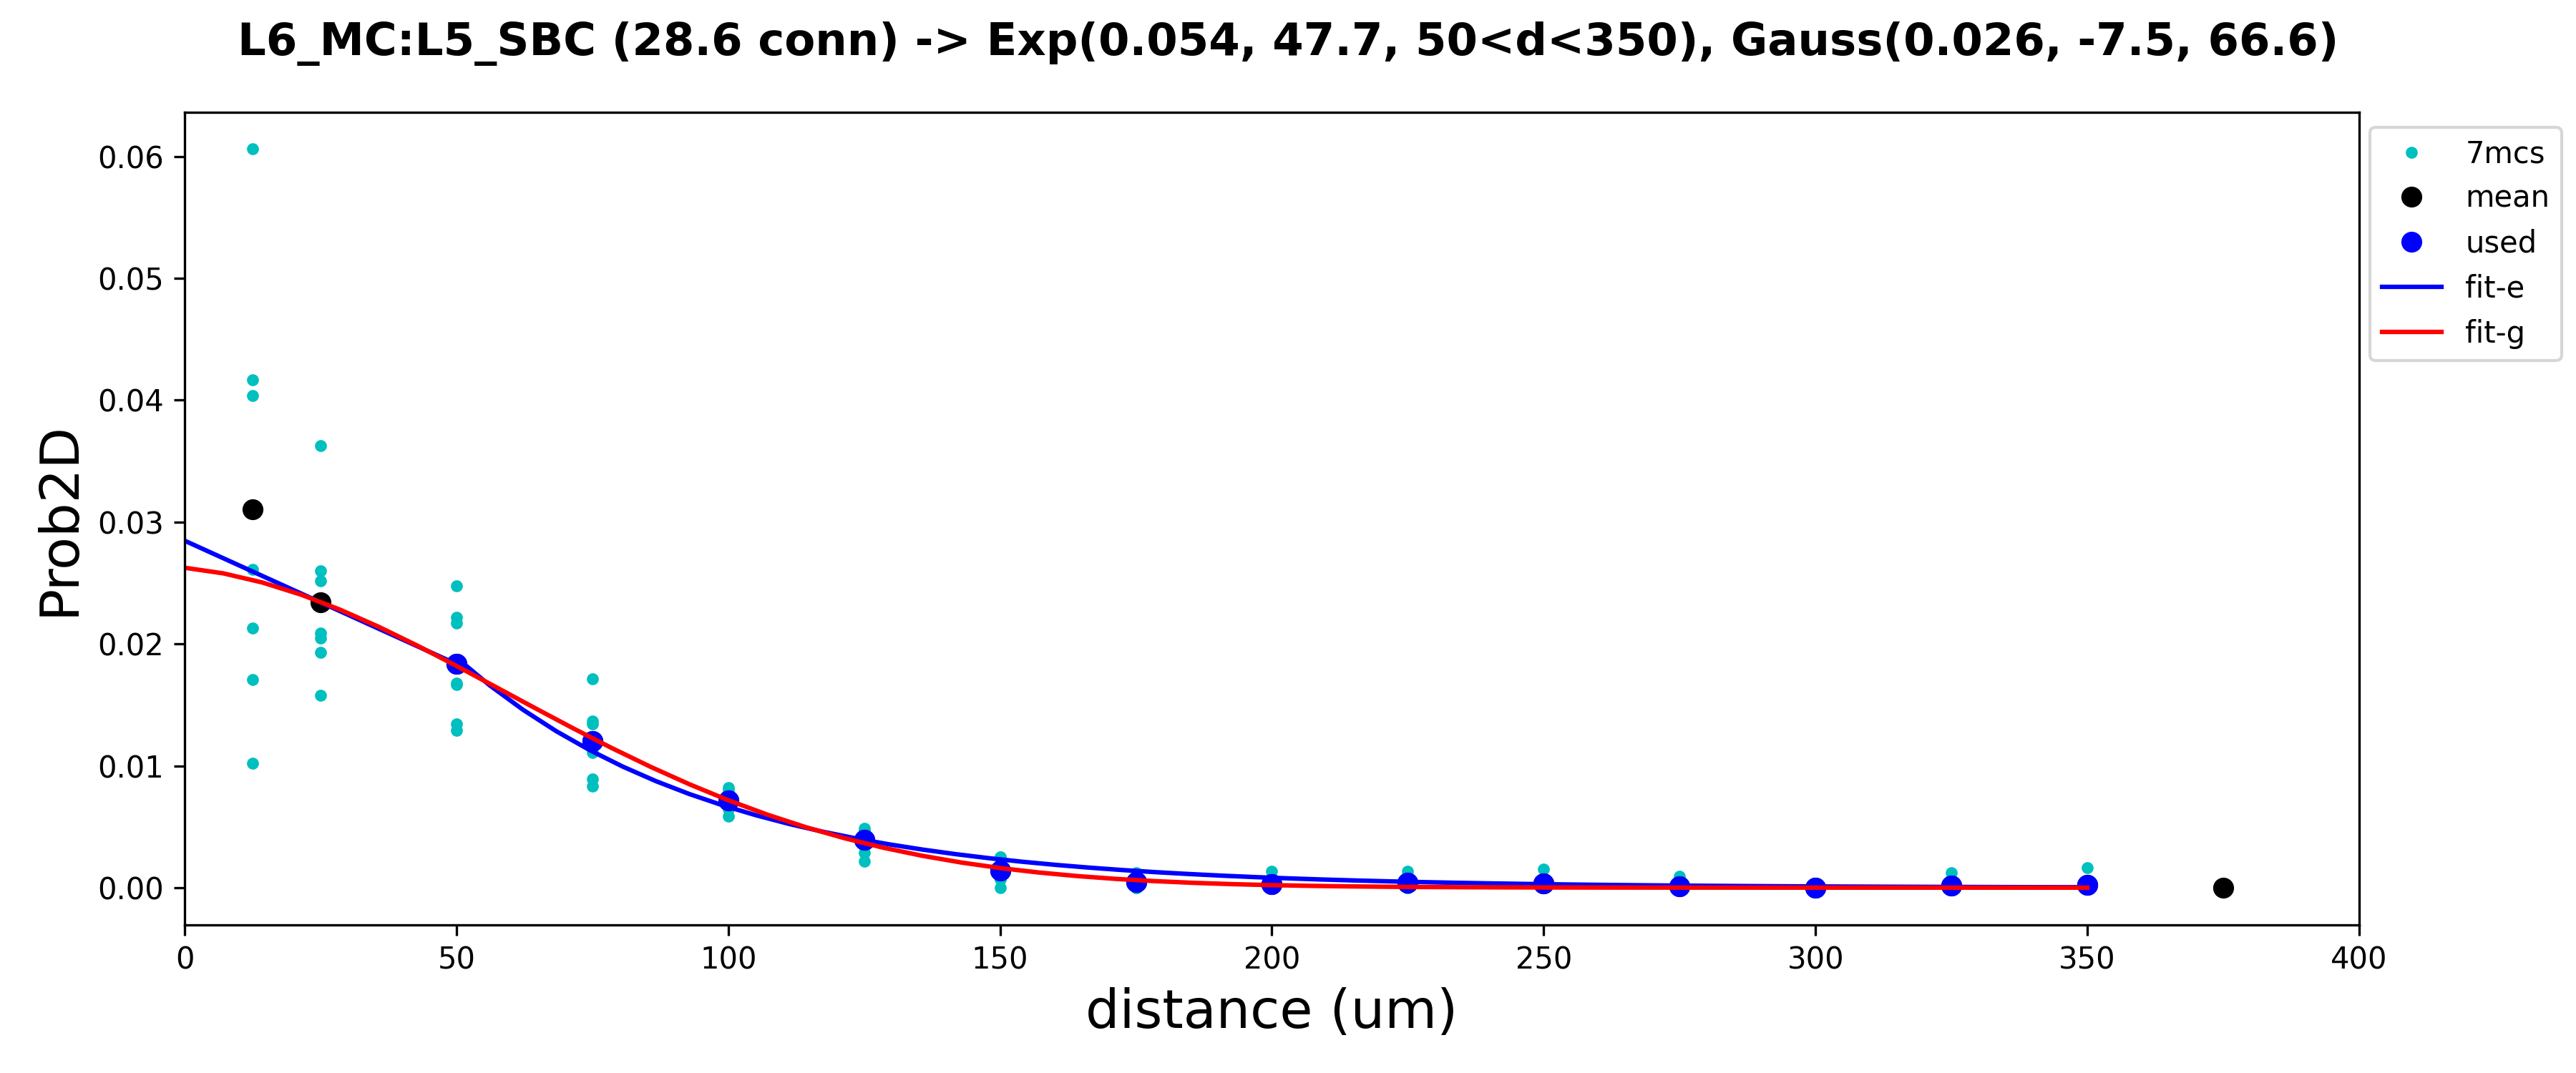 L6_MC:L5_SBC (28.6 conn) -> Exp(0.054, 47.7, 50<d<350), Gauss(0.026, -7.5, 66.6)
0.06
0.05
0.04
0.03
0.02
0.01
0.00
Prob2D
0 50 100 150 200 250 300 350 400
distance (um)
7mcs
mean
used
fit-e
fit-g